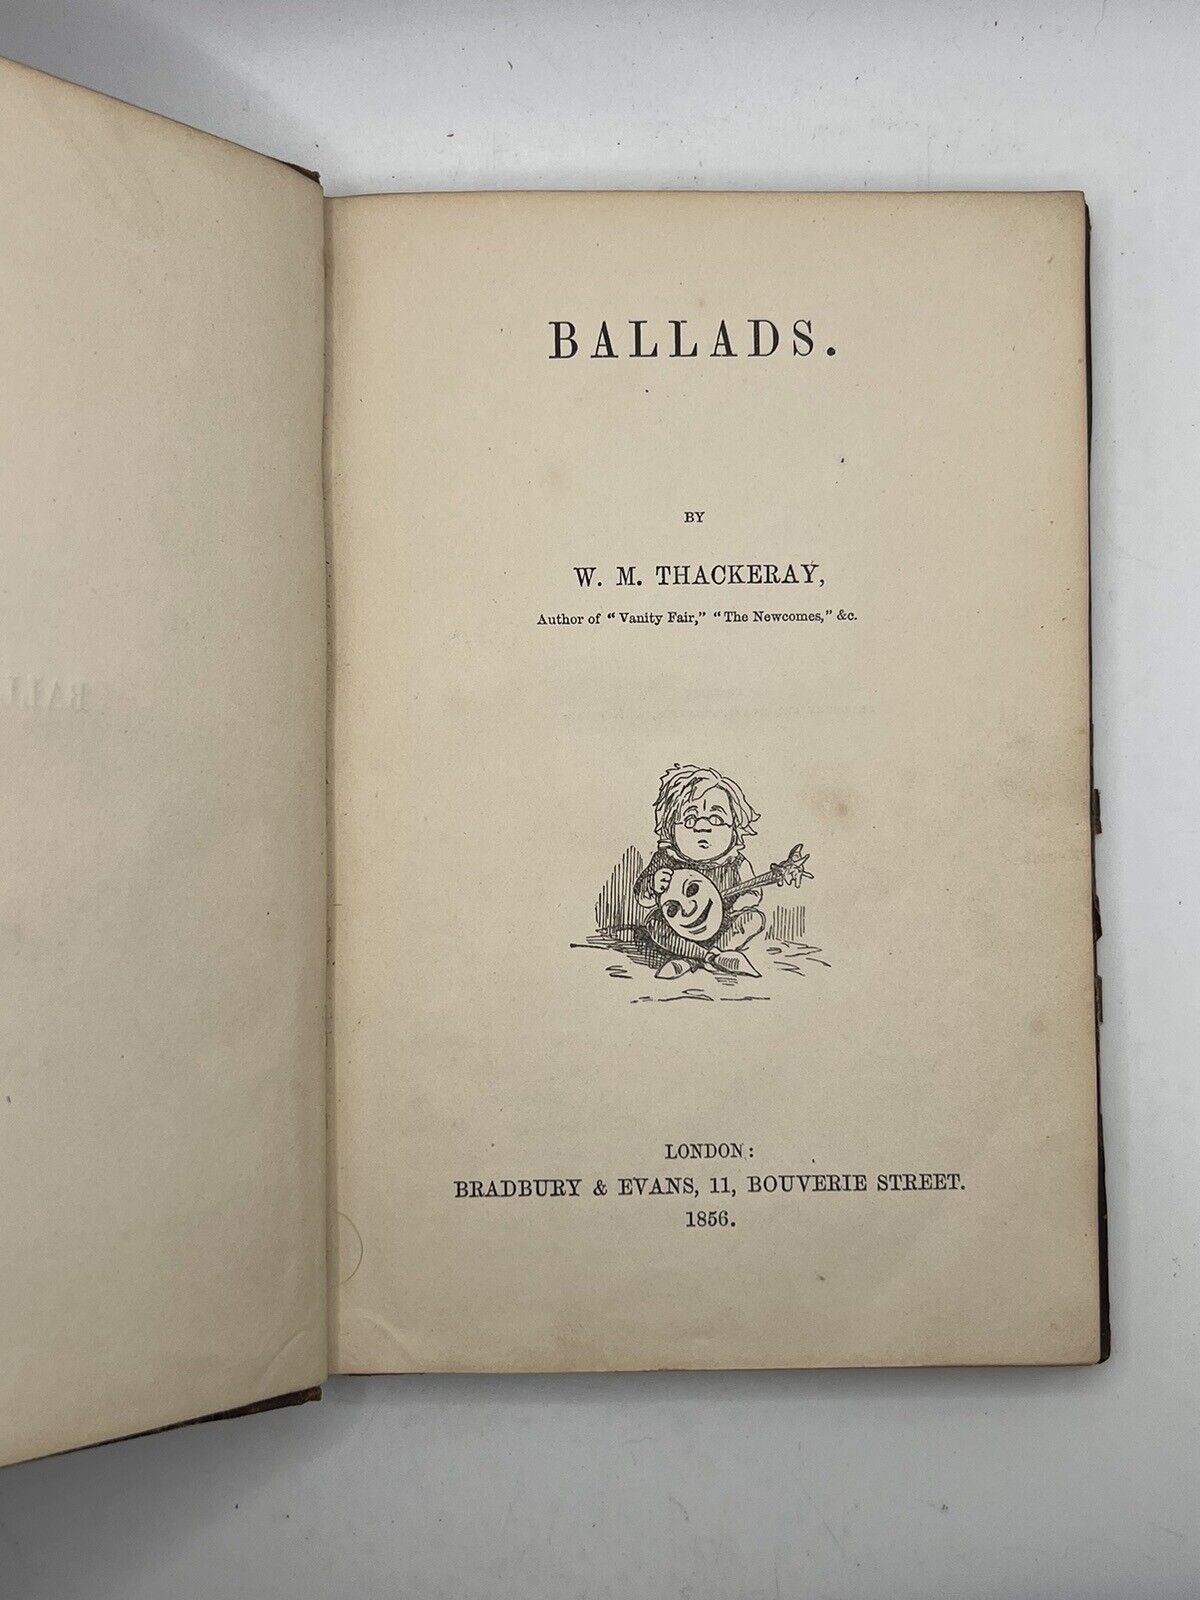 BALLADS.
BY
W. M. THACKERAY,
Author of "Vanity Fair," "The Newcomes," &c.
LONDON:
BRADBURY & EVANS, 11, BOUVERIE STREET.
1856.